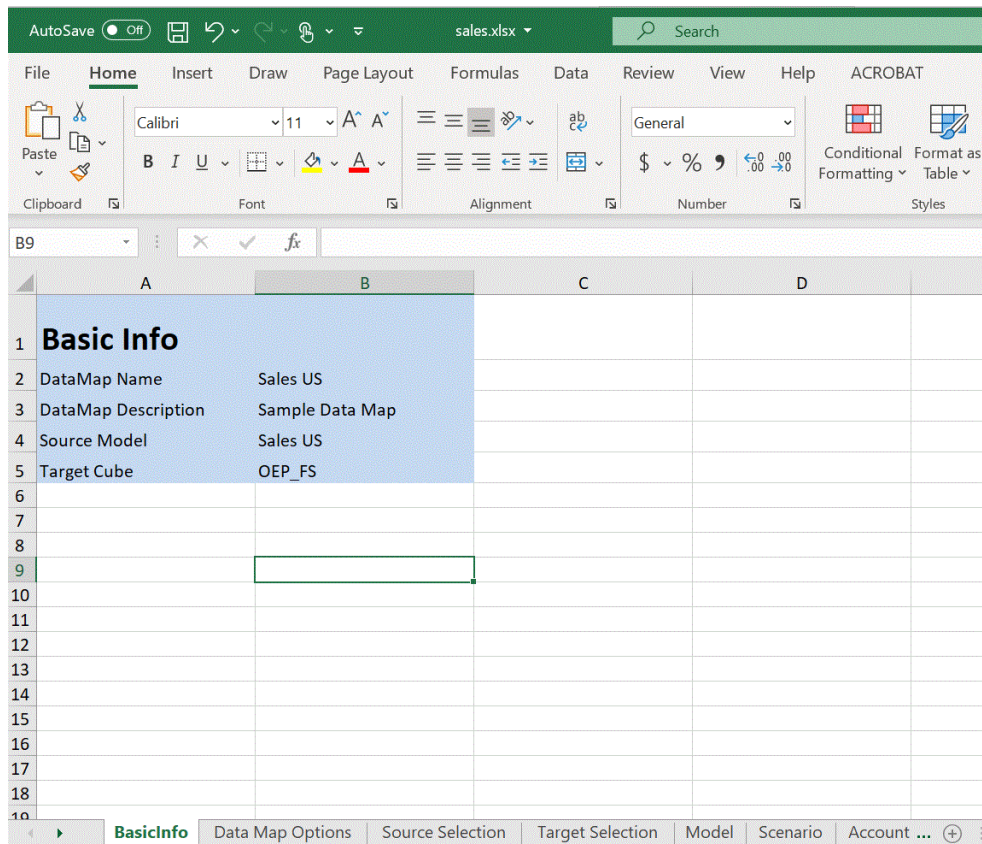 AutoSave Off sales.xlsx Search
File Home Insert Draw Page Layout Formulas Data Review View Help ACROBAT
Calibri 11 A A ab General
Paste B I U A $ % , .00 .00 Conditional Format as
Formatting Table
Clipboard Font Alignment Number Styles
B9 fx
A B C D
1 Basic Info
2 DataMap Name Sales US
3 DataMap Description Sample Data Map
4 Source Model Sales US
5 Target Cube OEP_FS
6
7
8
9
10
11
12
13
14
15
16
17
18
19
BasicInfo Data Map Options Source Selection Target Selection Model Scenario Account ...